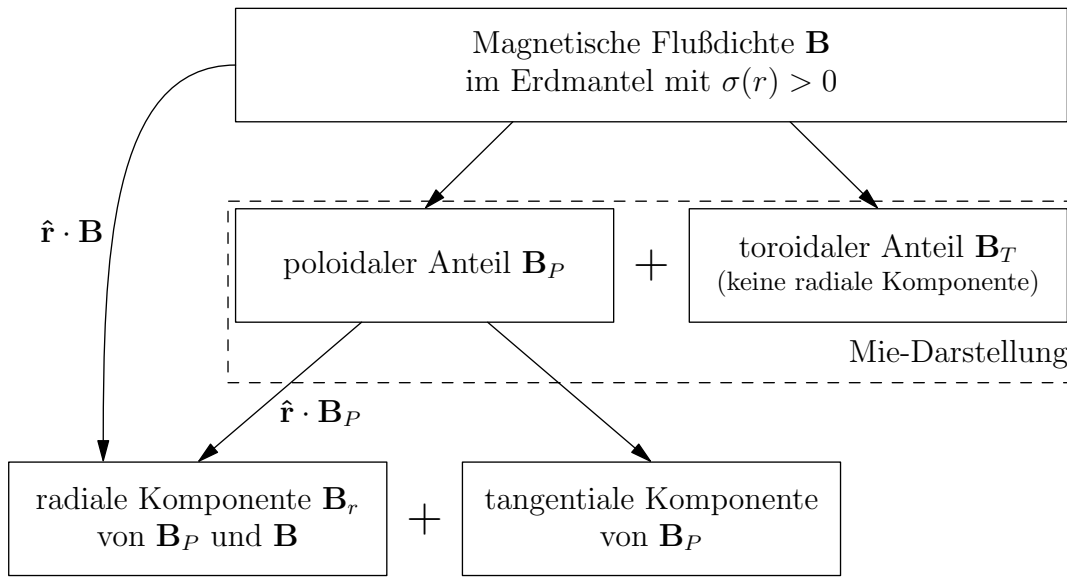 Magnetische Flußdichte B
im Erdmantel mit σ(r) > 0
r̂ · B
poloidaler Anteil B_P
+
toroidaler Anteil B_T
(keine radiale Komponente)
Mie-Darstellung
r̂ · B_P
radiale Komponente B_r
von B_P und B
+
tangentiale Komponente
von B_P